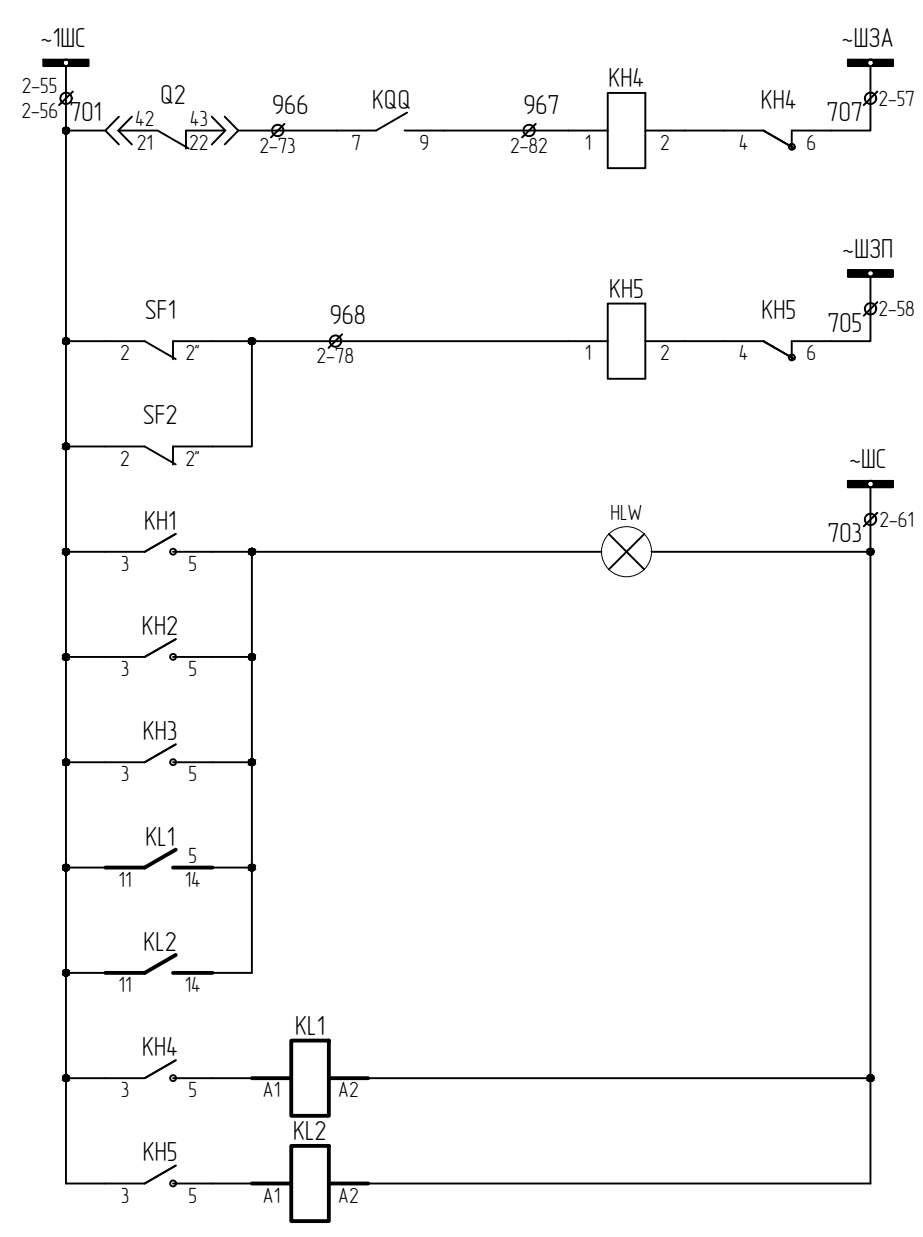 ~1ШС
~ШЗА
2-55
2-56
701
Q2
42
43
21
22
966
2-73
KQQ
7
9
967
2-82
KH4
1
2
KH4
4
6
707
2-57
~ШЗП
SF1
2
2"
968
2-78
KH5
1
2
KH5
4
6
705
2-58
SF2
2
2"
~ШС
KH1
3
5
HLW
703
2-61
KH2
3
5
KH3
3
5
KL1
5
11
14
KL2
11
14
KH4
3
5
KL1
A1
A2
KH5
3
5
KL2
A1
A2